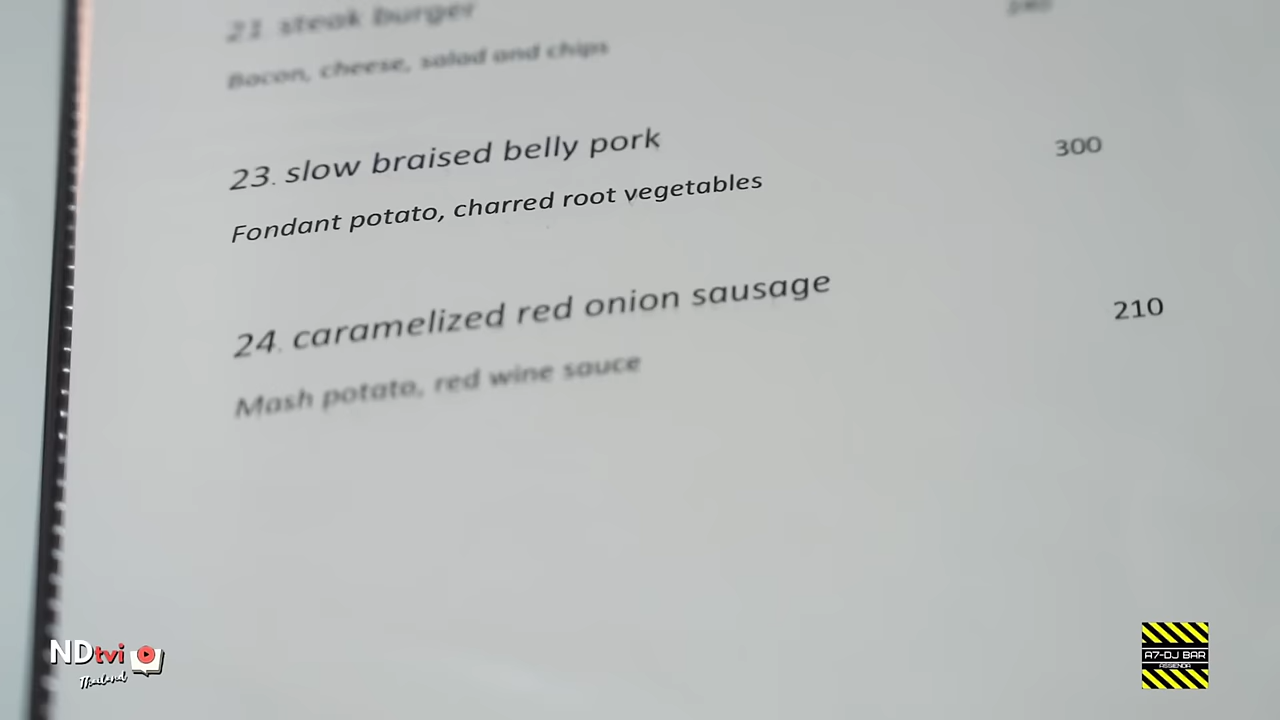 21. steak burger
Bacon, cheese, salad and chips
23. slow braised belly pork
300
Fondant potato, charred root vegetables
24. caramelized red onion sausage
210
Mash potato, red wine sauce
NDtvi
Thailand
A7-DJ BAR
ASSIENDA